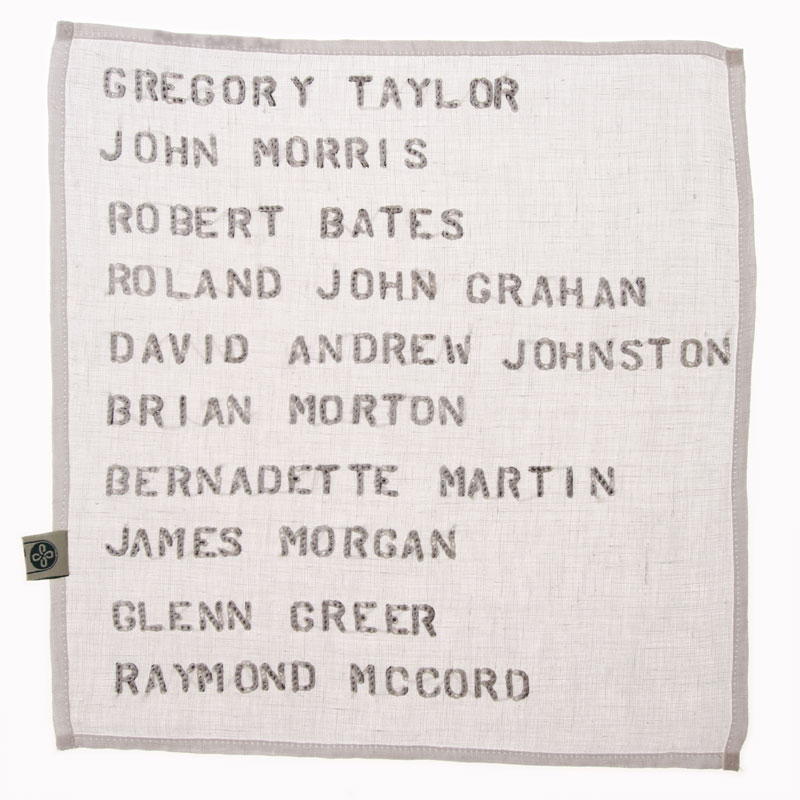 GREGORY TAYLOR
JOHN MORRIS
ROBERT BATES
ROLAND JOHN GRAHAN
DAVID ANDREW JOHNSTON
BRIAN MORTON
BERNADETTE MARTIN
JAMES MORGAN
GLENN GREER
RAYMOND MCCORD